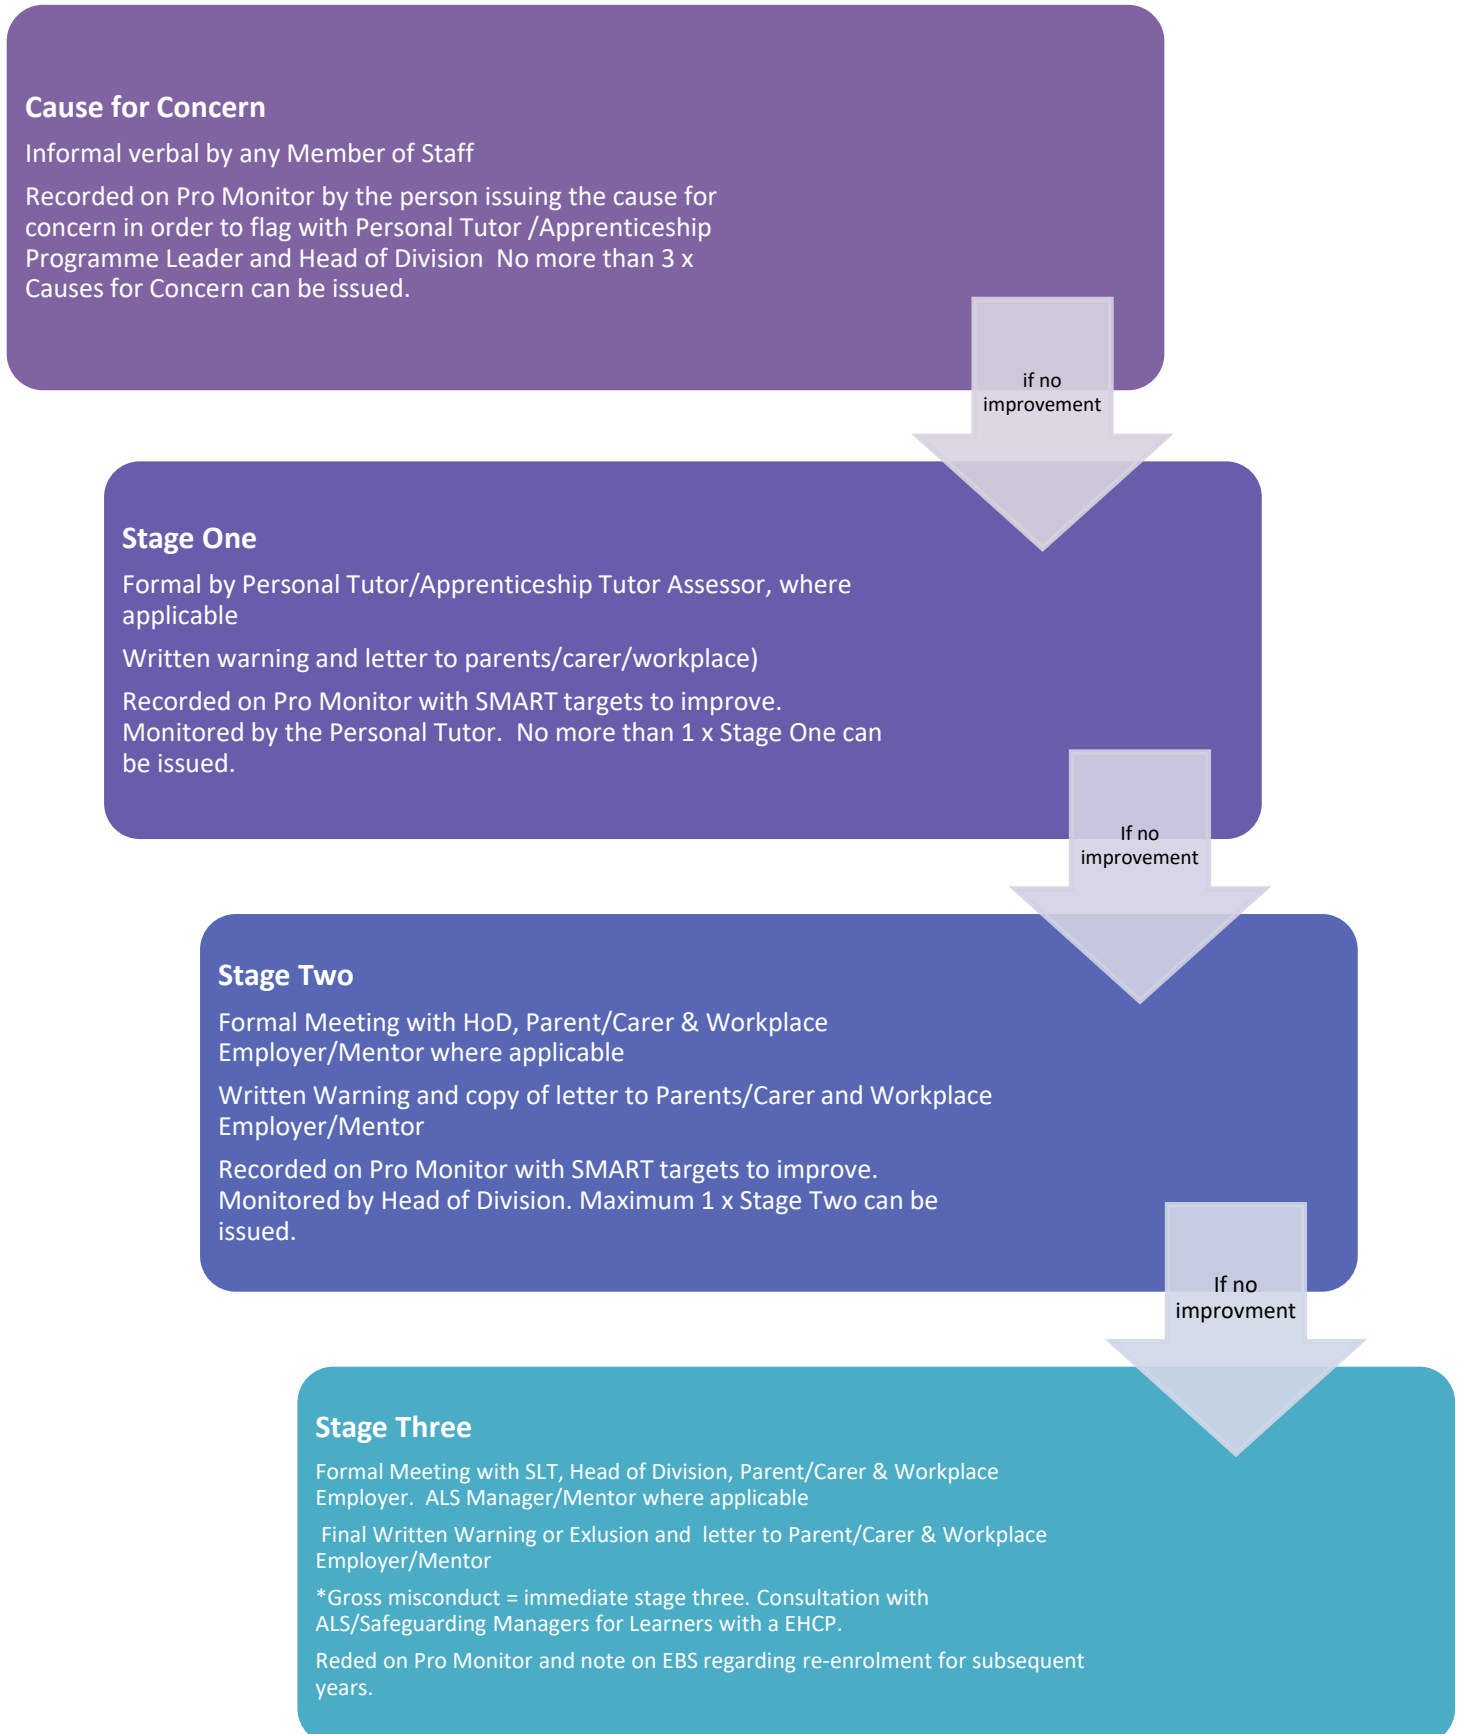 Cause for Concern
Informal verbal by any Member of Staff
Recorded on Pro Monitor by the person issuing the cause for
concern in order to flag with Personal Tutor /Apprenticeship
Programme Leader and Head of Division  No more than 3 x
Causes for Concern can be issued.
if no
improvement
Stage One
Formal by Personal Tutor/Apprenticeship Tutor Assessor, where
applicable
Written warning and letter to parents/carer/workplace)
Recorded on Pro Monitor with SMART targets to improve.
Monitored by the Personal Tutor.  No more than 1 x Stage One can
be issued.
If no
improvement
Stage Two
Formal Meeting with HoD, Parent/Carer & Workplace
Employer/Mentor where applicable
Written Warning and copy of letter to Parents/Carer and Workplace
Employer/Mentor
Recorded on Pro Monitor with SMART targets to improve.
Monitored by Head of Division. Maximum 1 x Stage Two can be
issued.
If no
improvment
Stage Three
Formal Meeting with SLT, Head of Division, Parent/Carer & Workplace
Employer.  ALS Manager/Mentor where applicable
Final Written Warning or Exlusion and  letter to Parent/Carer & Workplace
Employer/Mentor
*Gross misconduct = immediate stage three. Consultation with
ALS/Safeguarding Managers for Learners with a EHCP.
Reded on Pro Monitor and note on EBS regarding re-enrolment for subsequent
years.